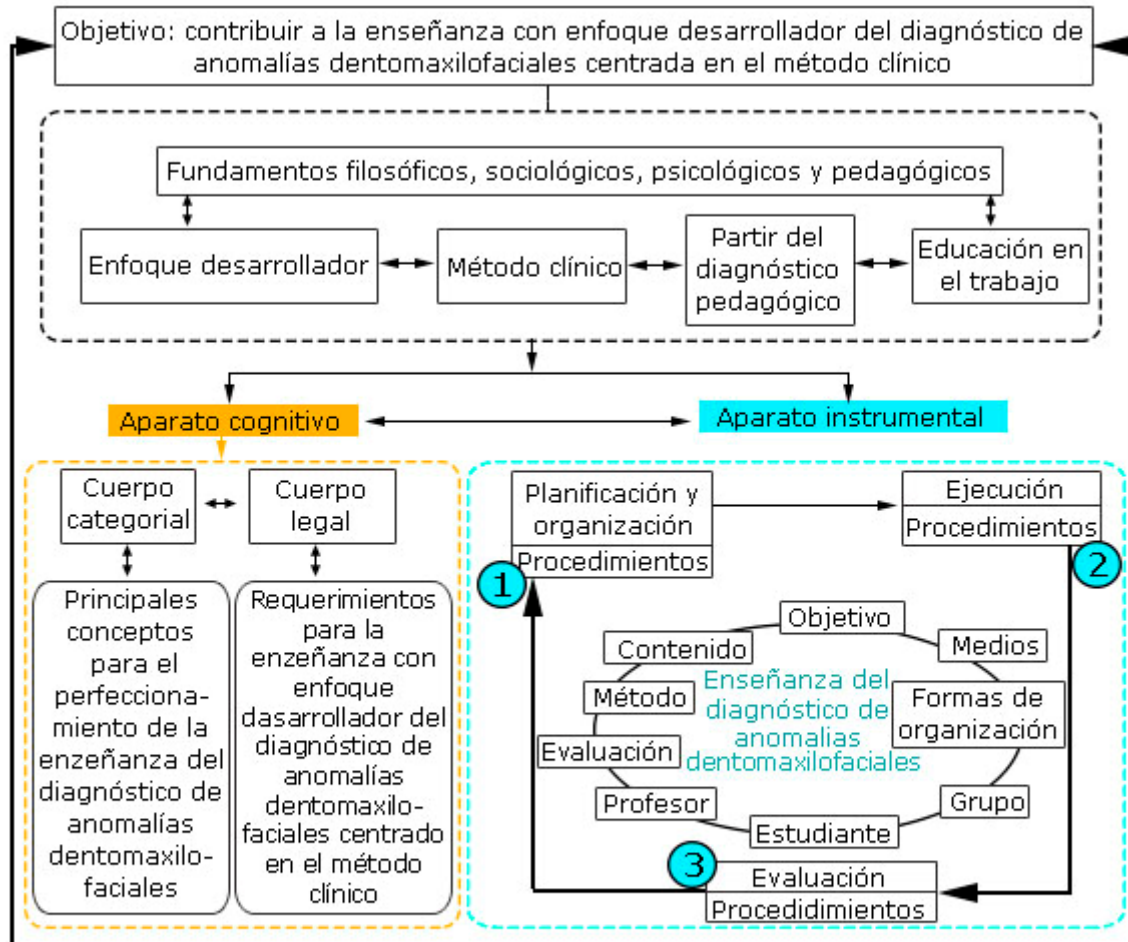 Objetivo: contribuir a la enseñanza con enfoque desarrollador del diagnóstico de
anomalías dentomaxilofaciales centrada en el método clínico
Fundamentos filosóficos, sociológicos, psicológicos y pedagógicos
Enfoque desarrollador
Método clínico
Partir del
diagnóstico
pedagógico
Educación en
el trabajo
Aparato cognitivo
Aparato instrumental
Cuerpo
categorial
Cuerpo
legal
Principales
conceptos
para el
perfecciona-
miento de la
enzeñanza del
diagnóstico de
anomalías
dentomaxilo-
faciales
Requerimientos
para la
enzeñanza con
enfoque
dasarrollador del
diagnóstico de
anomalías
dentomaxilo-
faciales centrado
en el método
clínico
Planificación y
organización
Procedimientos
1
Ejecución
Procedimientos
2
Objetivo
Medios
Formas de
organización
Grupo
Estudiante
Profesor
Evaluación
Método
Contenido
Enseñanza del
diagnóstico de
anomalias
dentomaxilofaciales
3
Evaluación
Procedidimientos